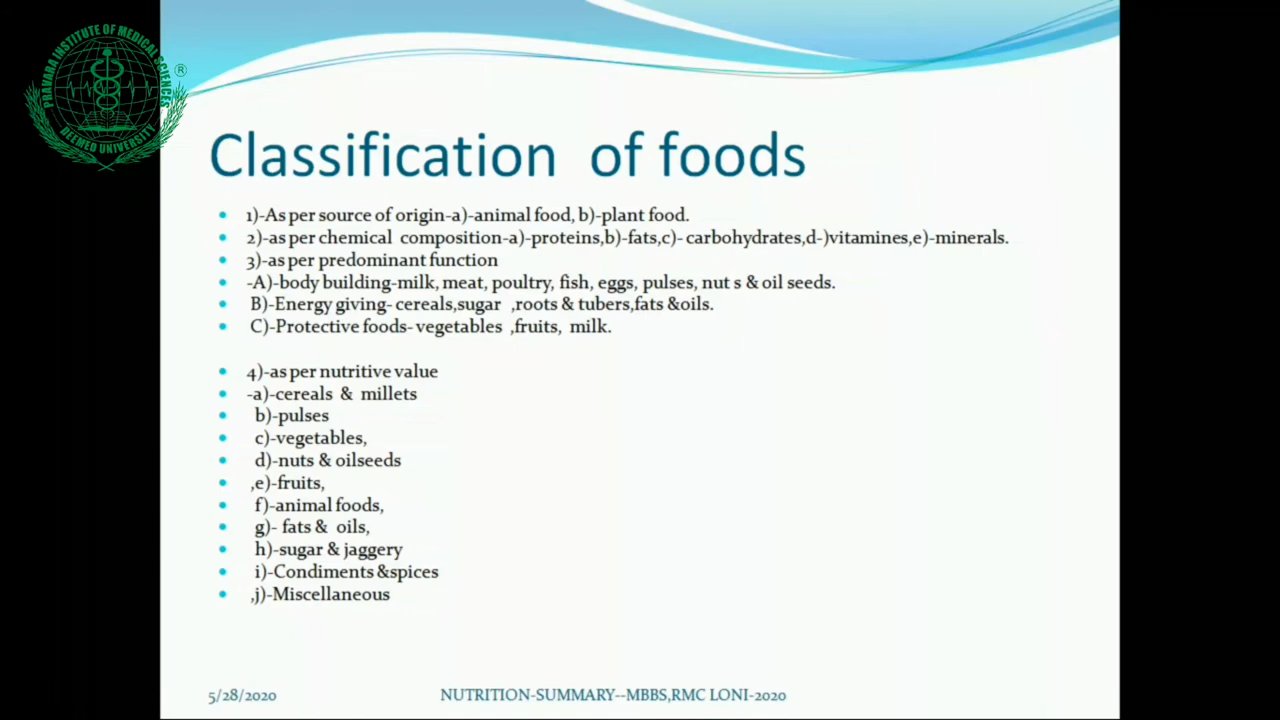 PRAVARA INSTITUTE OF MEDICAL SCIENCES
DEEMED UNIVERSITY
®
Classification of foods
1)-As per source of origin-a)-animal food, b)-plant food.
2)-as per chemical composition-a)-proteins,b)-fats,c)- carbohydrates,d-)vitamines,e)-minerals.
3)-as per predominant function
-A)-body building-milk, meat, poultry, fish, eggs, pulses, nut s & oil seeds.
B)-Energy giving- cereals,sugar ,roots & tubers,fats &oils.
C)-Protective foods- vegetables ,fruits, milk.
4)-as per nutritive value
-a)-cereals & millets
b)-pulses
c)-vegetables,
d)-nuts & oilseeds
,e)-fruits,
f)-animal foods,
g)- fats & oils,
h)-sugar & jaggery
i)-Condiments &spices
,j)-Miscellaneous
5/28/2020 NUTRITION-SUMMARY--MBBS,RMC LONI-2020